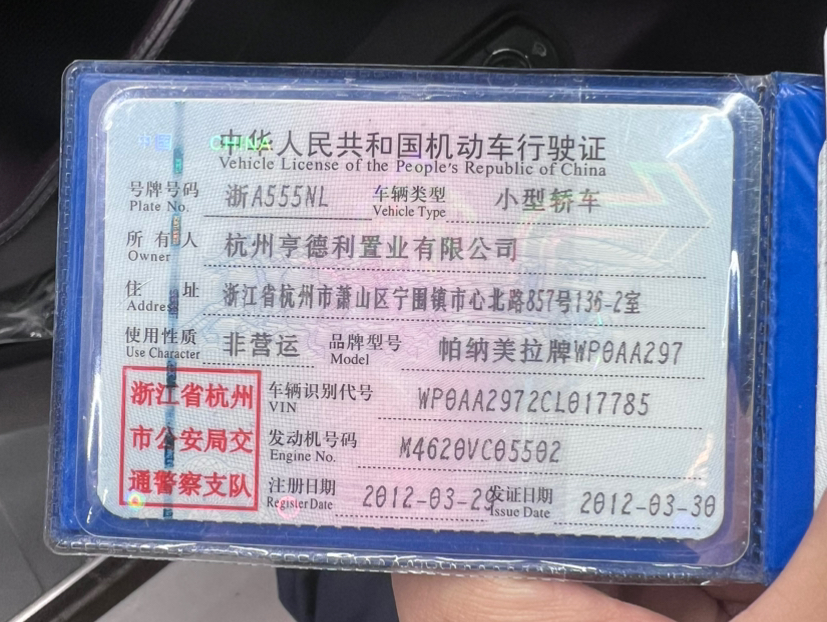 中国 CHINA
中华人民共和国机动车行驶证
Vehicle License of the People's Republic of China
号牌号码 浙A555NL 车辆类型 小型轿车
Plate No. Vehicle Type
所有人 杭州亨德利置业有限公司
Owner
住址 浙江省杭州市萧山区宁围镇市心北路857号136-2室
Address
使用性质 非营运 品牌型号 帕纳美拉牌WP0AA297
Use Character Model
浙江省杭州 车辆识别代号 WP0AA2972CL017785
VIN
市公安局交 发动机号码 M4620VC05502
Engine No.
通警察支队 注册日期 2012-03-29 发证日期 2012-03-30
Register Date Issue Date